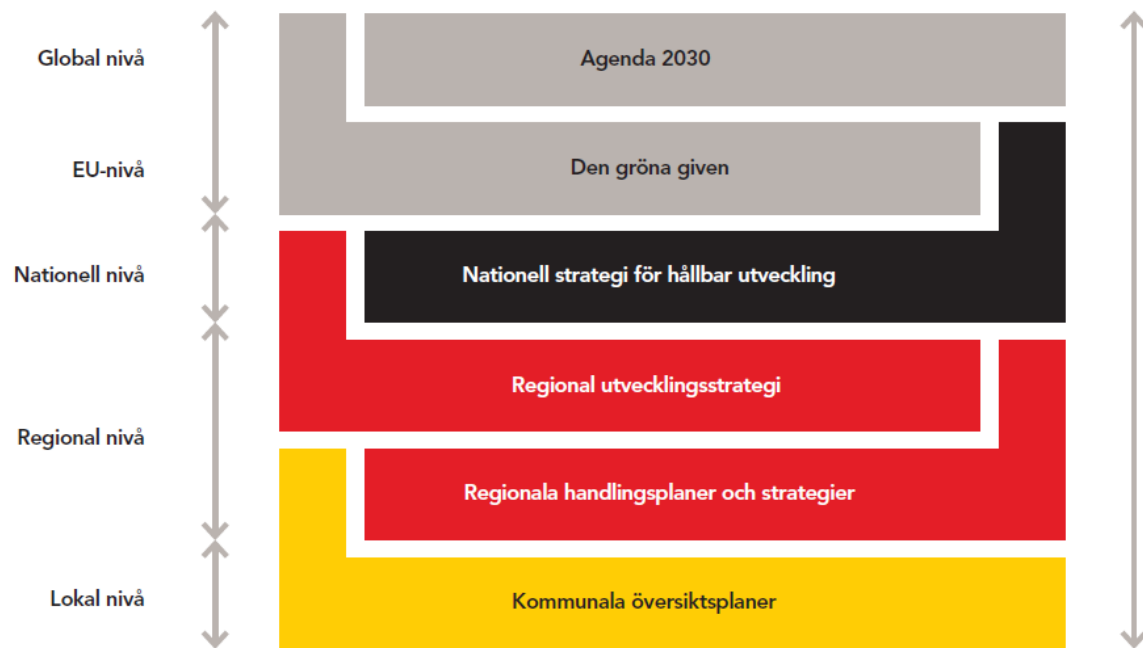 Global nivå
Agenda 2030
EU-nivå
Den gröna given
Nationell nivå
Nationell strategi för hållbar utveckling
Regional utvecklingsstrategi
Regional nivå
Regionala handlingsplaner och strategier
Lokal nivå
Kommunala översiktsplaner